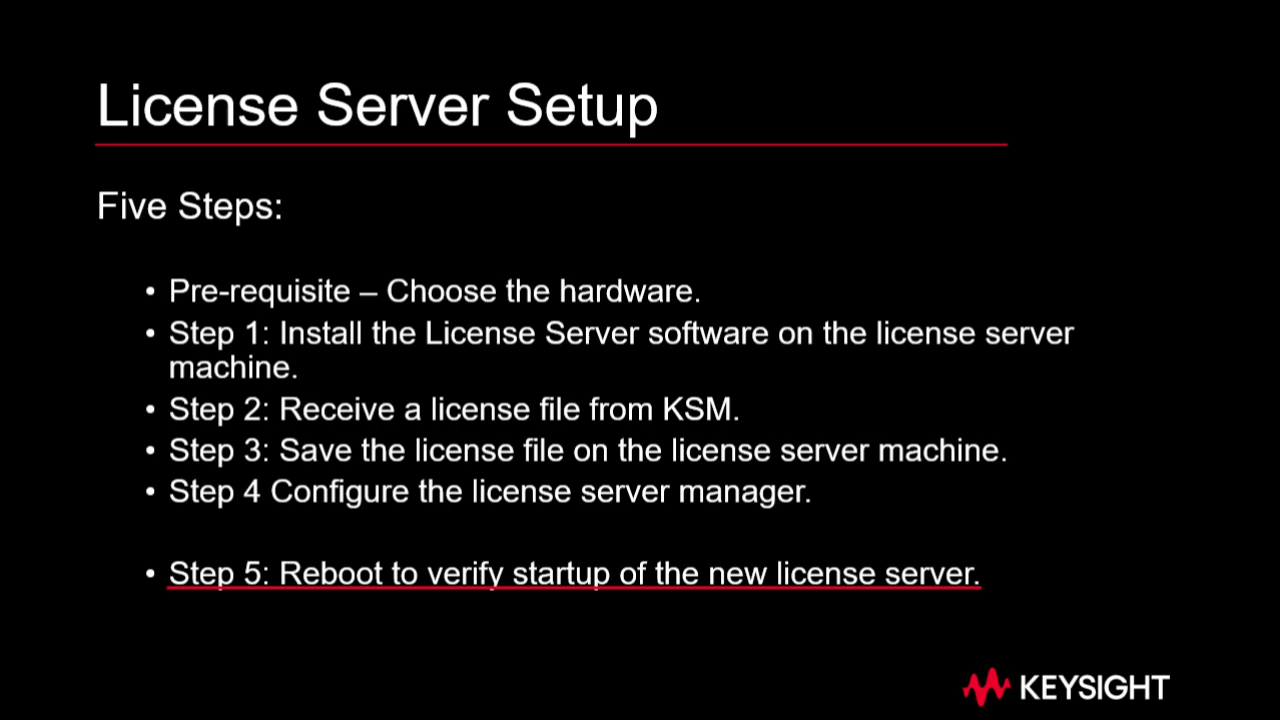 License Server Setup
Five Steps:
• Pre-requisite – Choose the hardware.
• Step 1: Install the License Server software on the license server
machine.
• Step 2: Receive a license file from KSM.
• Step 3: Save the license file on the license server machine.
• Step 4 Configure the license server manager.
• Step 5: Reboot to verify startup of the new license server.
KEYSIGHT